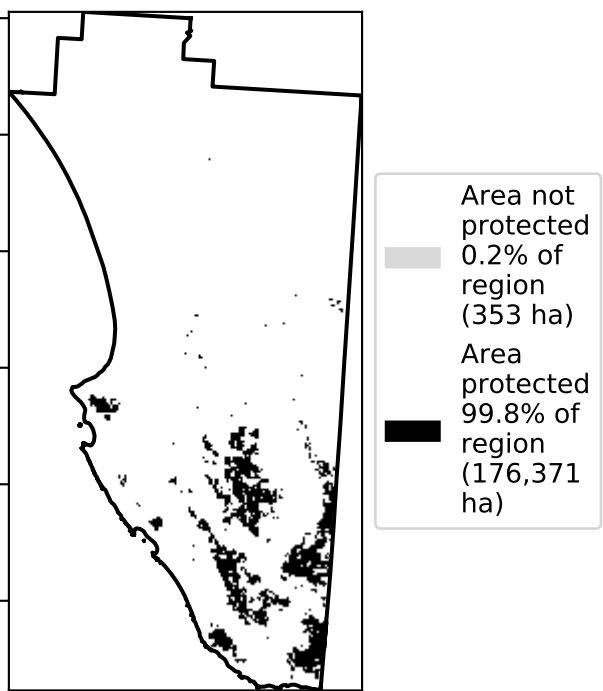 Area not
protected
0.2% of
region
(353 ha)
Area
protected
99.8% of
region
(176,371
ha)